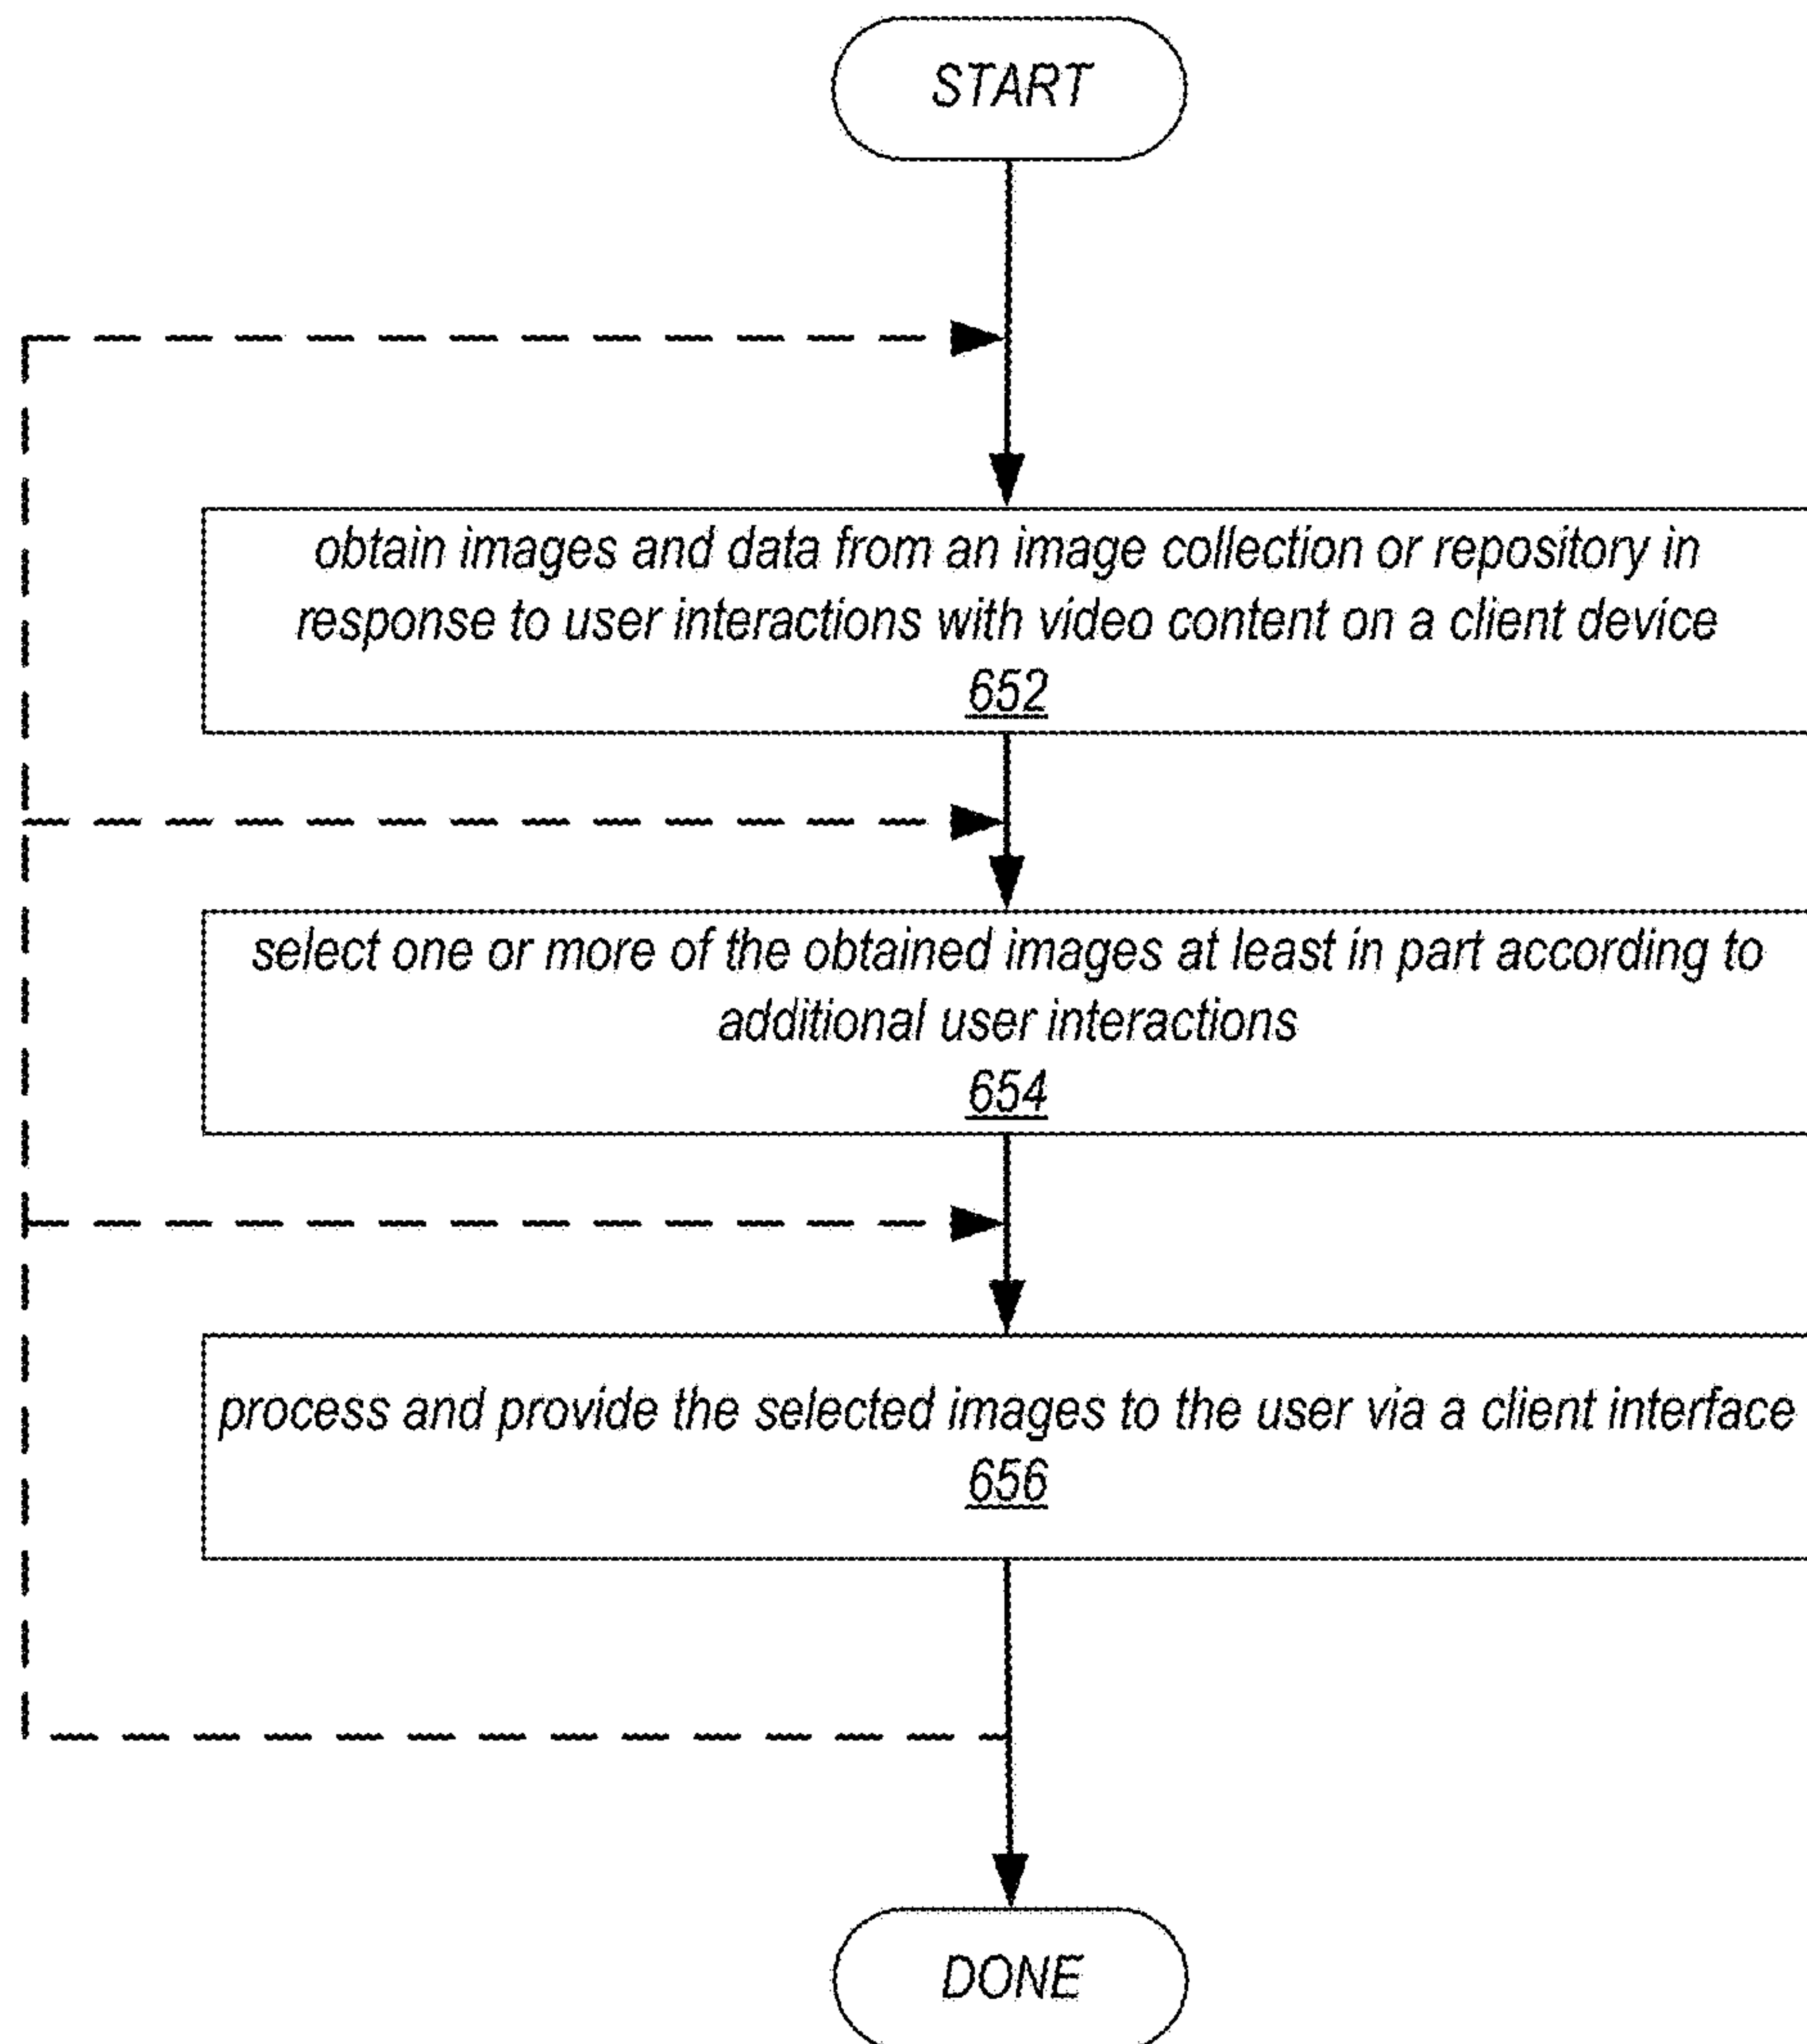 START
obtain images and data from an image collection or repository in
response to user interactions with video content on a client device
652
select one or more of the obtained images at least in part according to
additional user interactions
654
process and provide the selected images to the user via a client interface
656
DONE